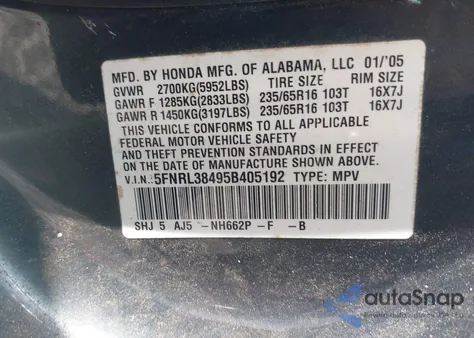 MFD. BY HONDA MFG. OF ALABAMA, LLC 01/'05
GVWR 2700KG(5952LBS) TIRE SIZE RIM SIZE
GAWR F 1285KG(2833LBS) 235/65R16 103T 16X7J
GAWR R 1450KG(3197LBS) 235/65R16 103T 16X7J
THIS VEHICLE CONFORMS TO ALL APPLICABLE
FEDERAL MOTOR VEHICLE SAFETY
STANDARDS IN EFFECT ON THE DATE OF
MANUFACTURE SHOWN ABOVE.
V.I.N.: 5FNRL38495B405192 TYPE: MPV
SHJ 5 AJ5 -NH662P-F -B
autoSnap